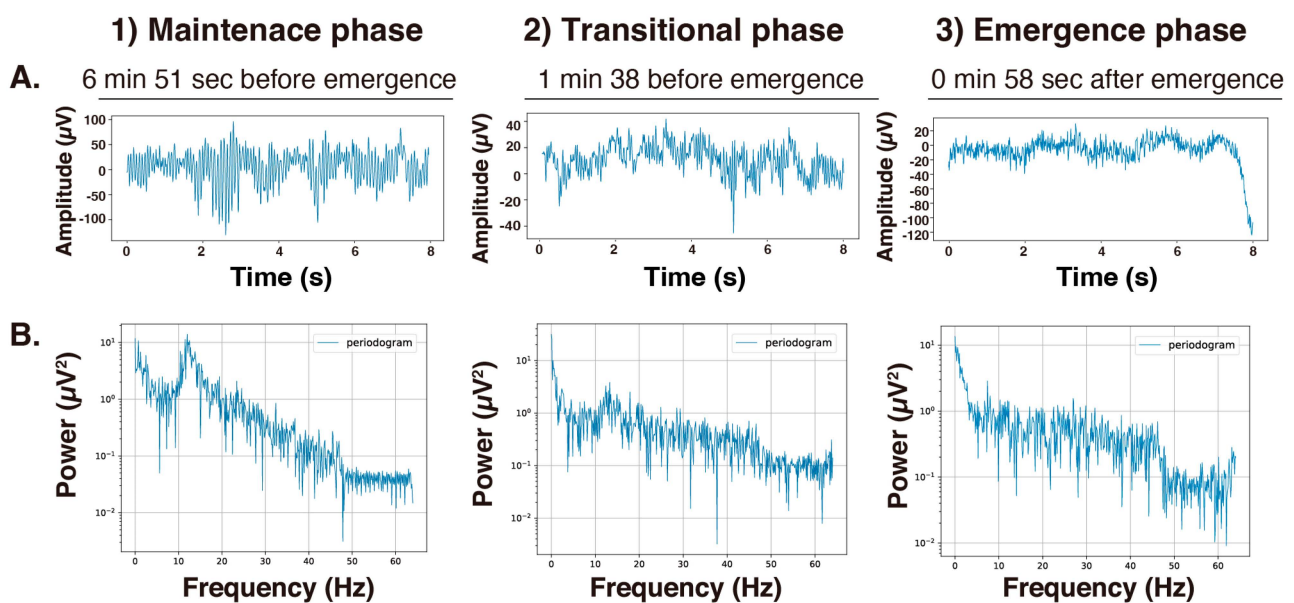 1) Maintenace phase
2) Transitional phase
3) Emergence phase
A.
6 min 51 sec before emergence
1 min 38 before emergence
0 min 58 sec after emergence
Amplitude (µV)
100
50
0
-50
-100
0
2
4
6
8
Time (s)
Amplitude (µV)
40
20
0
-20
-40
0
2
4
6
8
Time (s)
Amplitude (µV)
20
0
-20
-40
-60
-80
-100
-120
0
2
4
6
8
Time (s)
B.
Power (µV²)
10¹
10⁰
10⁻¹
10⁻²
periodogram
0
10
20
30
40
50
60
Frequency (Hz)
Power (µV²)
10¹
10⁰
10⁻¹
10⁻²
periodogram
0
10
20
30
40
50
60
Frequency (Hz)
Power (µV²)
10¹
10⁰
10⁻¹
10⁻²
periodogram
0
10
20
30
40
50
60
Frequency (Hz)